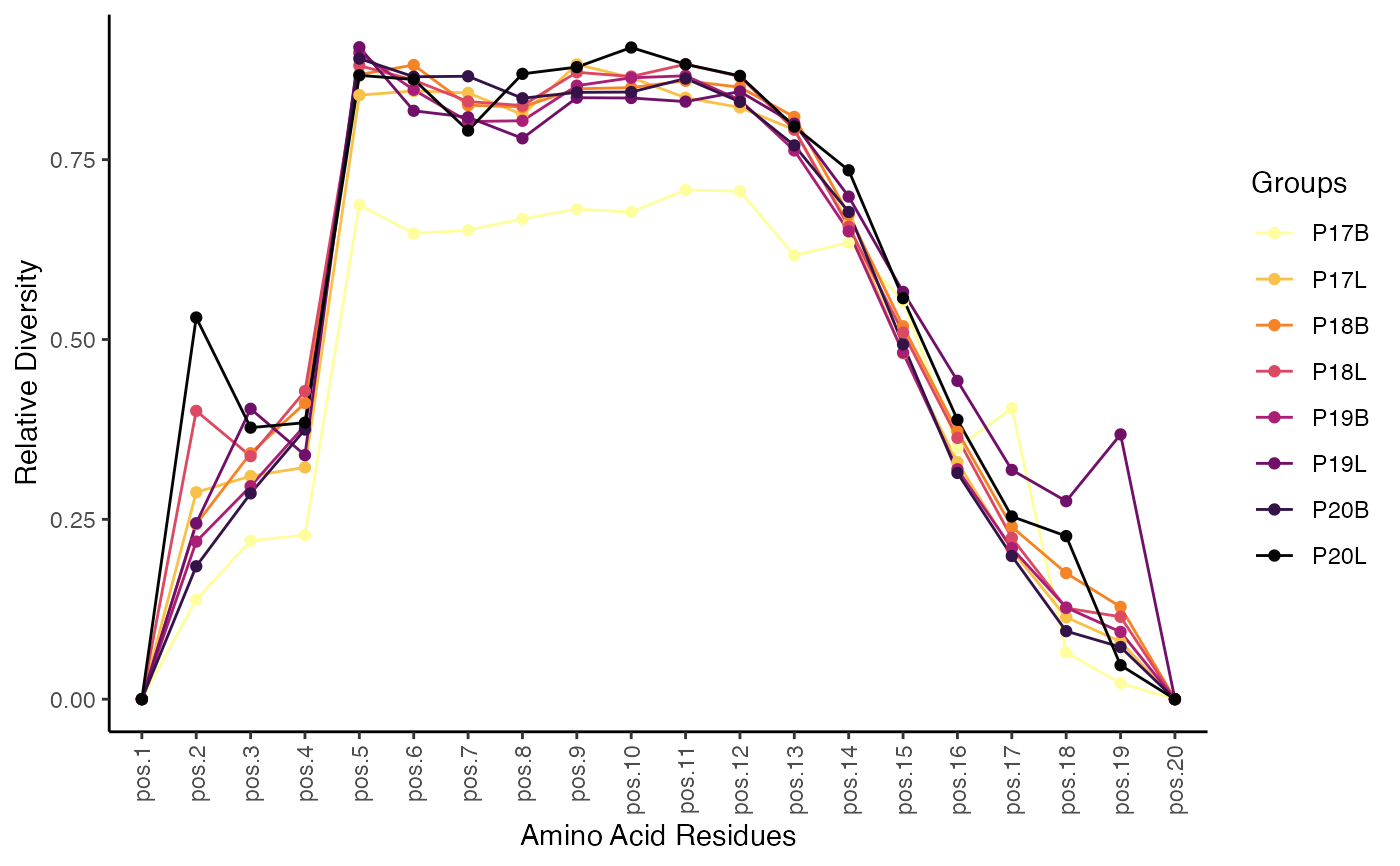 Relative Diversity
0.75
0.50
0.25
0.00
pos.1
pos.2
pos.3
pos.4
pos.5
pos.6
pos.7
pos.8
pos.9
pos.10
pos.11
pos.12
pos.13
pos.14
pos.15
pos.16
pos.17
pos.18
pos.19
pos.20
Amino Acid Residues
Groups
P17B
P17L
P18B
P18L
P19B
P19L
P20B
P20L